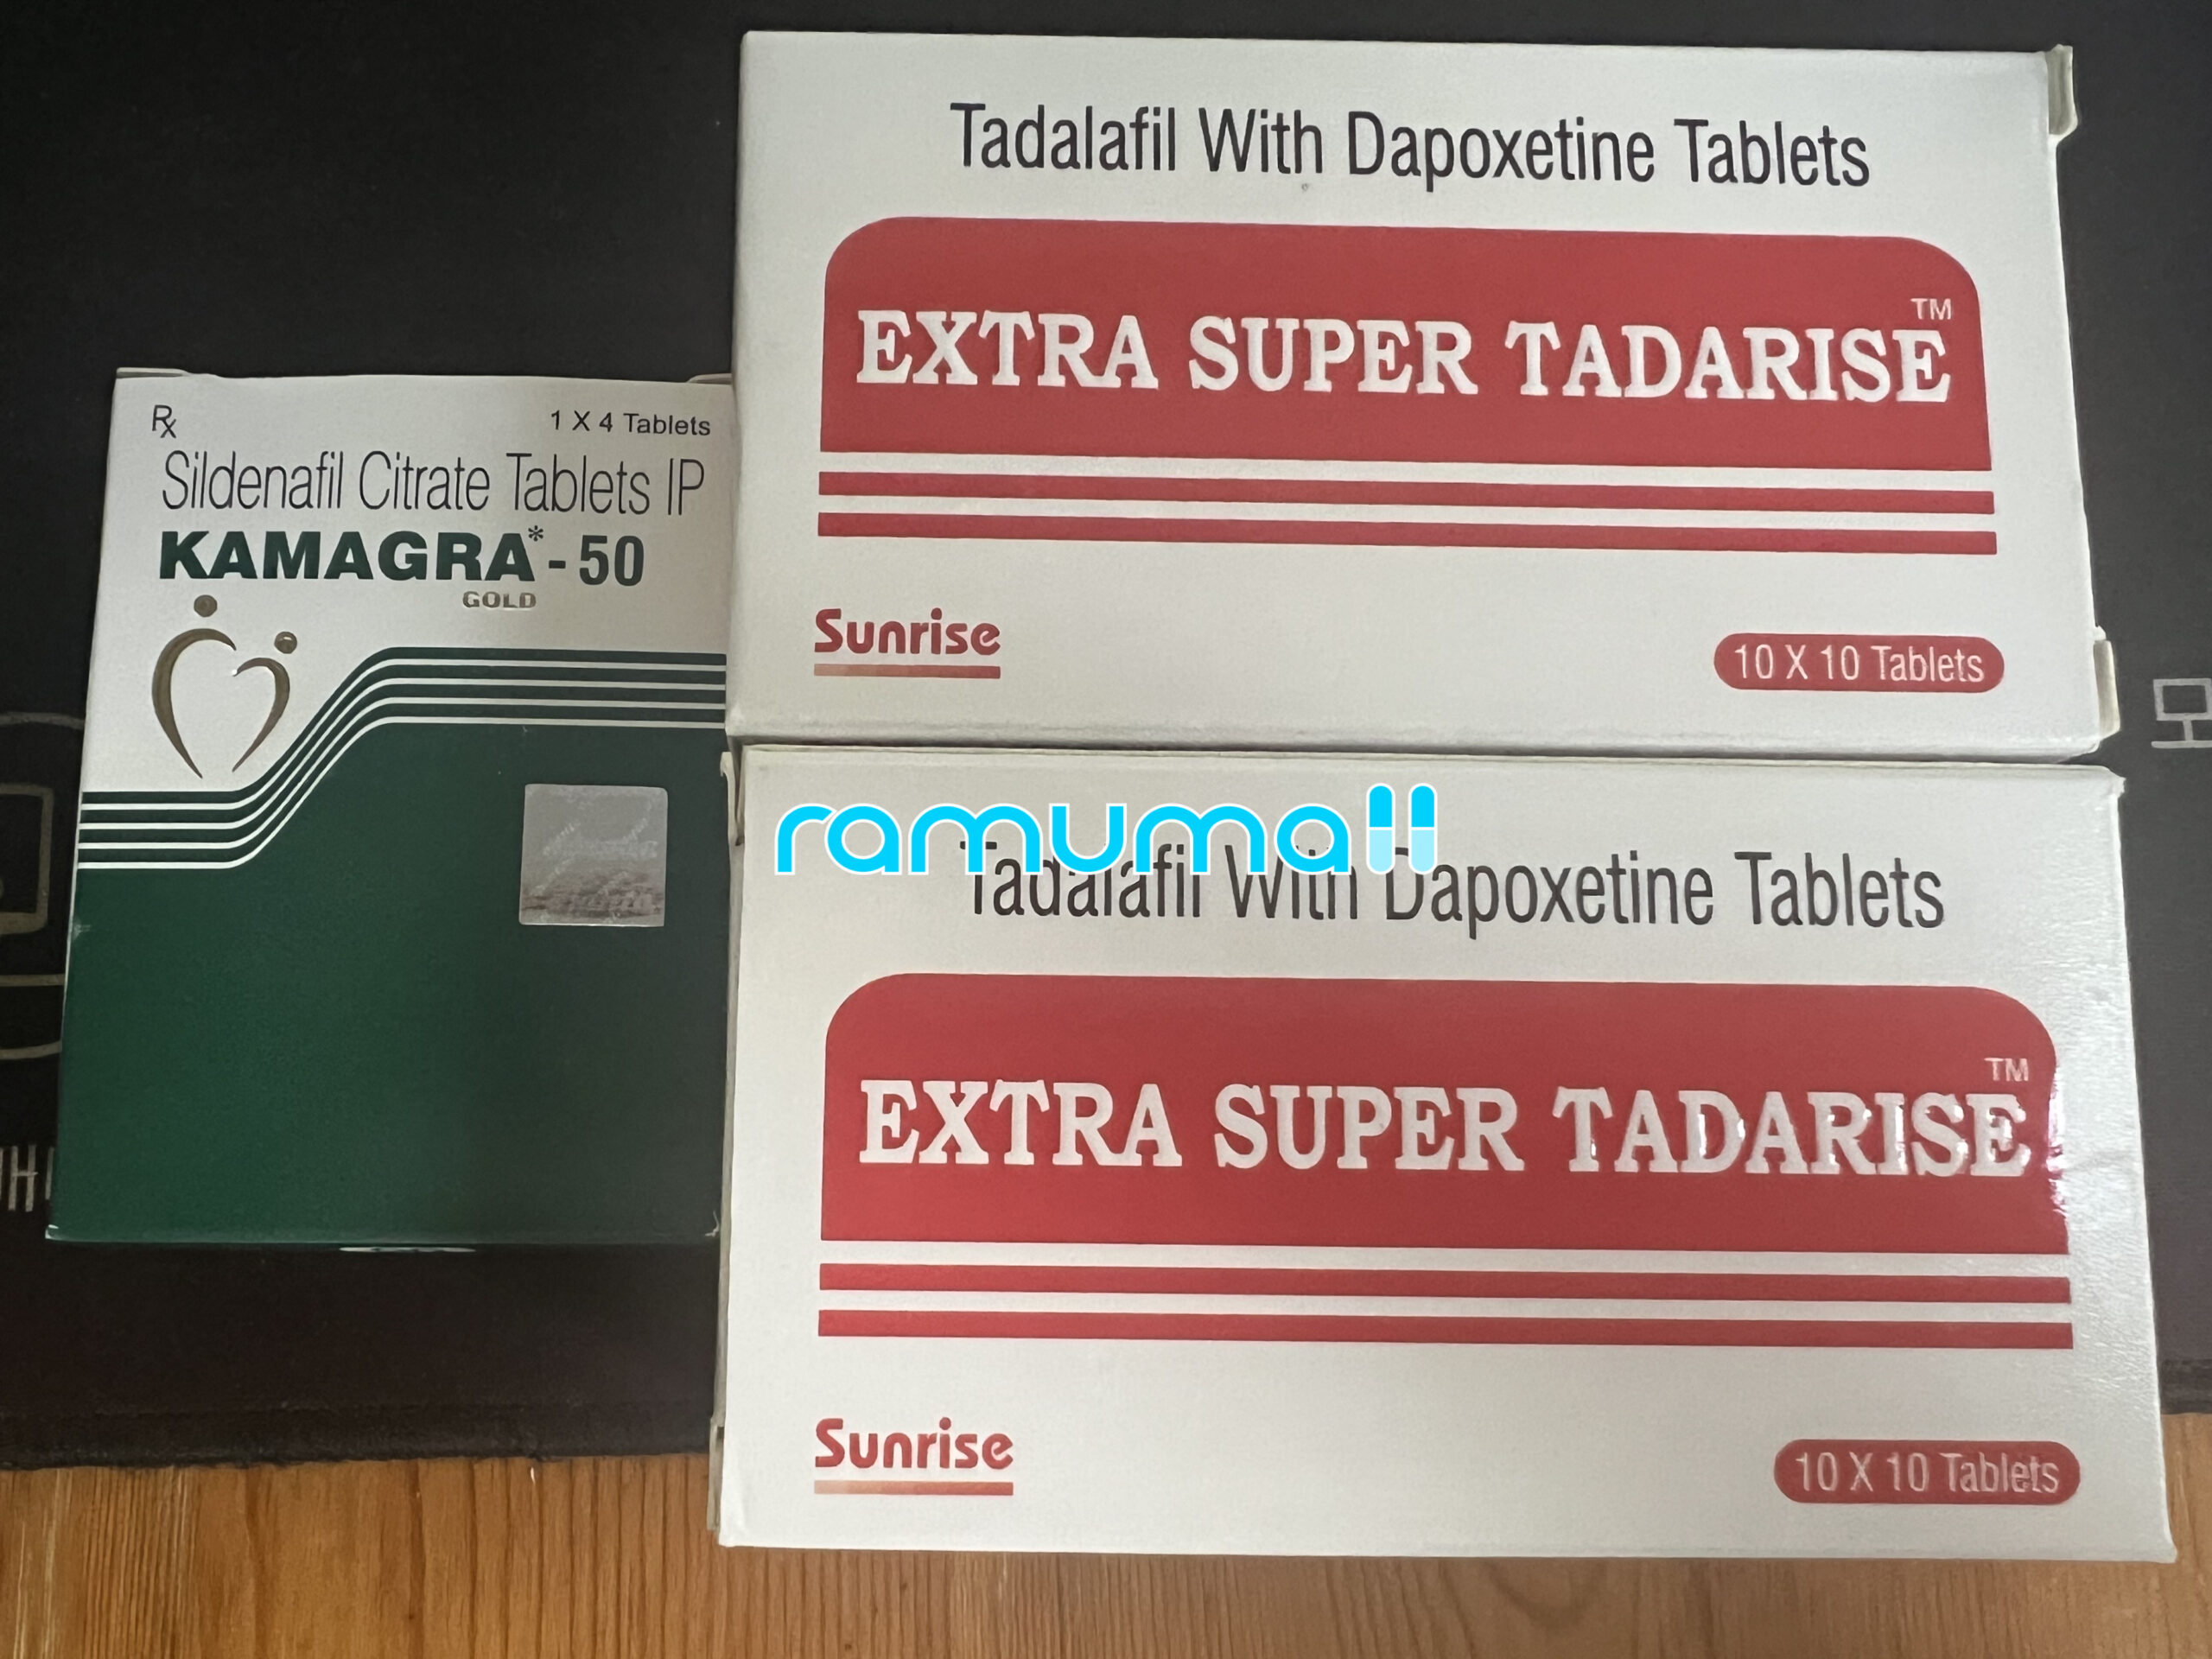 Rx
1 X 4 Tablets
Sildenafil Citrate Tablets IP
KAMAGRA* - 50
GOLD
Tadalafil With Dapoxetine Tablets
EXTRA SUPER TADARISE™
Sunrise
10 X 10 Tablets
ramumall
Tadalafil With Dapoxetine Tablets
EXTRA SUPER TADARISE™
Sunrise
10 X 10 Tablets
모